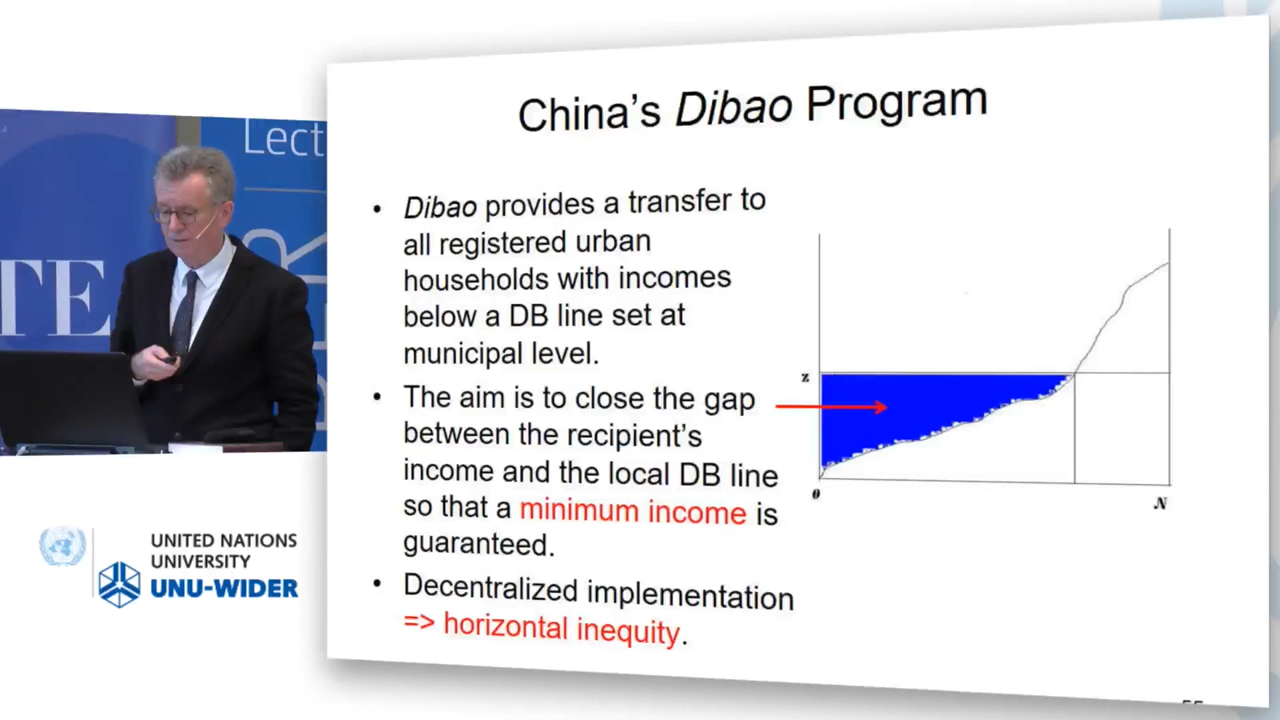 China's Dibao Program
Lect
TE
• Dibao provides a transfer to
all registered urban
households with incomes
below a DB line set at
municipal level.
• The aim is to close the gap
between the recipient's
income and the local DB line
so that a minimum income is
guaranteed.
• Decentralized implementation
=> horizontal inequity.
z
0
N
UNITED NATIONS
UNIVERSITY
UNU-WIDER